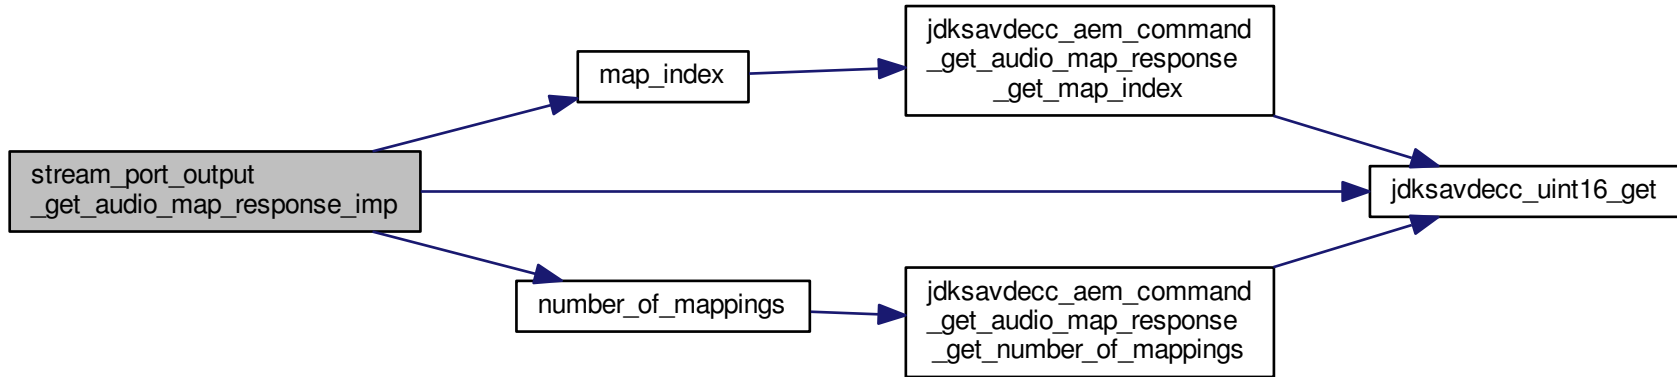 stream_port_output
_get_audio_map_response_imp
map_index
number_of_mappings
jdksavdecc_aem_command
_get_audio_map_response
_get_map_index
jdksavdecc_aem_command
_get_audio_map_response
_get_number_of_mappings
jdksavdecc_uint16_get